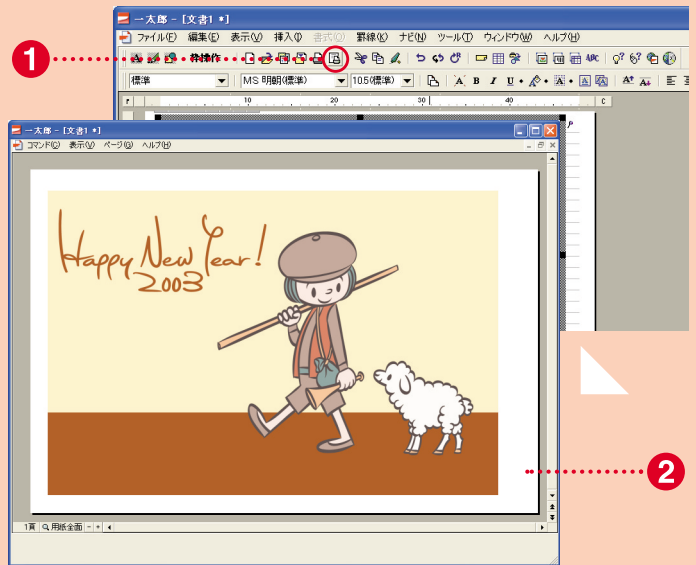 一太郎 - [文書1 *]
ファイル(F) 編集(E) 表示(V) 挿入(I) 書式(O) 罫線(K) ナビ(N) ツール(T) ウィンドウ(W) ヘルプ(H)
1
枠操作
ABC
標準 MS 明朝(標準) 10.5(標準) A B I U
10 20 30 40 C
一太郎 - [文書1 *]
コマンド(C) 表示(V) ページ(G) ヘルプ(H)
Happy New Year!
2003
2
1頁 用紙全面 - +